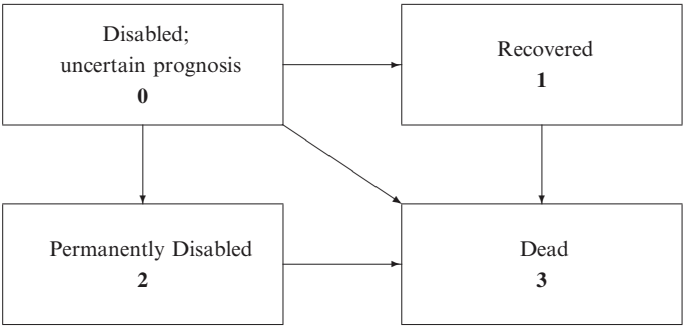 Disabled;
uncertain prognosis
0
Recovered
1
Permanently Disabled
2
Dead
3